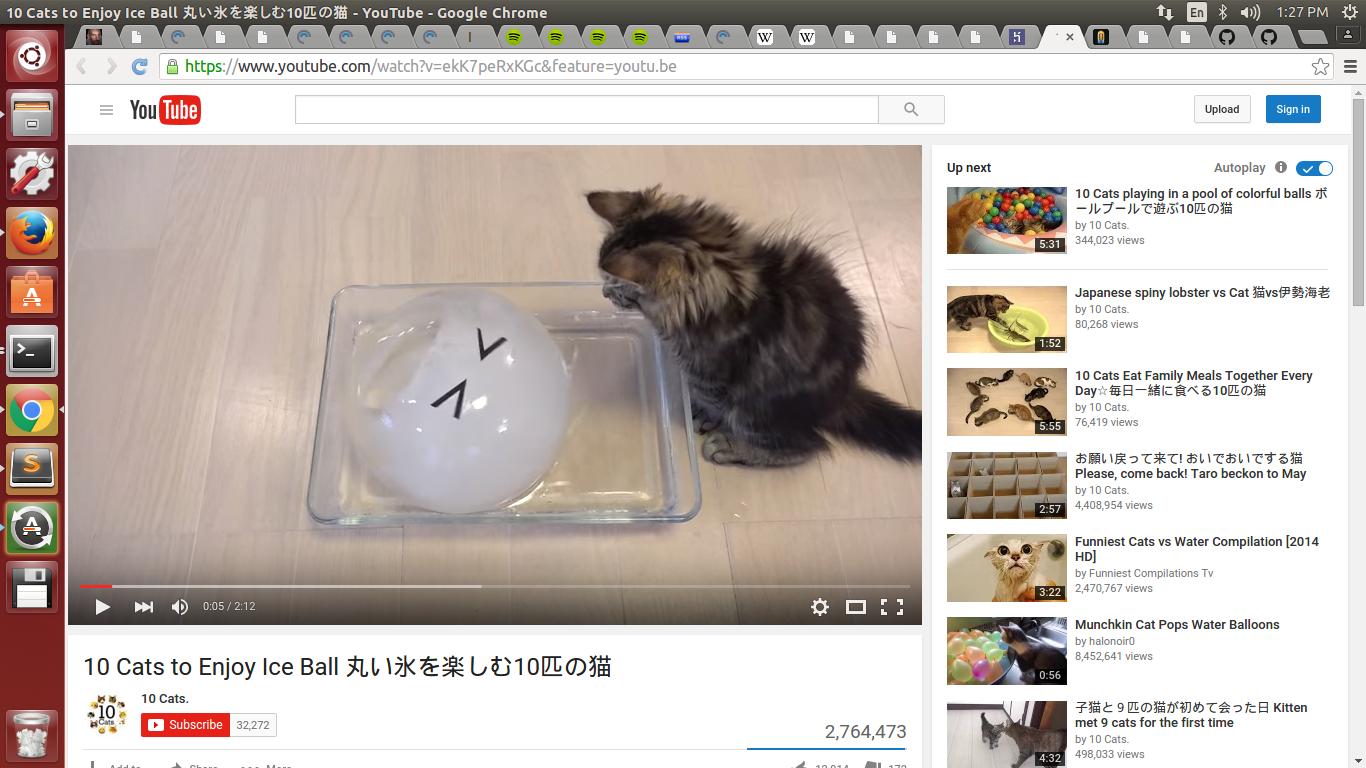 10 Cats to Enjoy Ice Ball 丸い氷を楽しむ10匹の猫 - YouTube - Google Chrome
En
1:27 PM
https://www.youtube.com/watch?v=ekK7peRxKGc&feature=youtu.be
YouTube
Upload
Sign in
0:05 / 2:12
10 Cats to Enjoy Ice Ball 丸い氷を楽しむ10匹の猫
10 Cats.
10
Cats.
Subscribe
32,272
2,764,473
Up next
Autoplay
10 Cats playing in a pool of colorful balls ボ
ールプールで遊ぶ10匹の猫
by 10 Cats.
344,023 views
5:31
Japanese spiny lobster vs Cat 猫vs伊勢海老
by 10 Cats.
80,268 views
1:52
10 Cats Eat Family Meals Together Every
Day☆毎日一緒に食べる10匹の猫
by 10 Cats.
76,419 views
5:55
お願い戻って来て! おいでおいでする猫
Please, come back! Taro beckon to May
by 10 Cats.
4,408,954 views
2:57
Funniest Cats vs Water Compilation [2014
HD]
by Funniest Compilations Tv
2,470,767 views
3:22
Munchkin Cat Pops Water Balloons
by halonoir0
8,452,641 views
0:56
子猫と９匹の猫が初めて会った日 Kitten
met 9 cats for the first time
by 10 Cats.
498,033 views
4:32